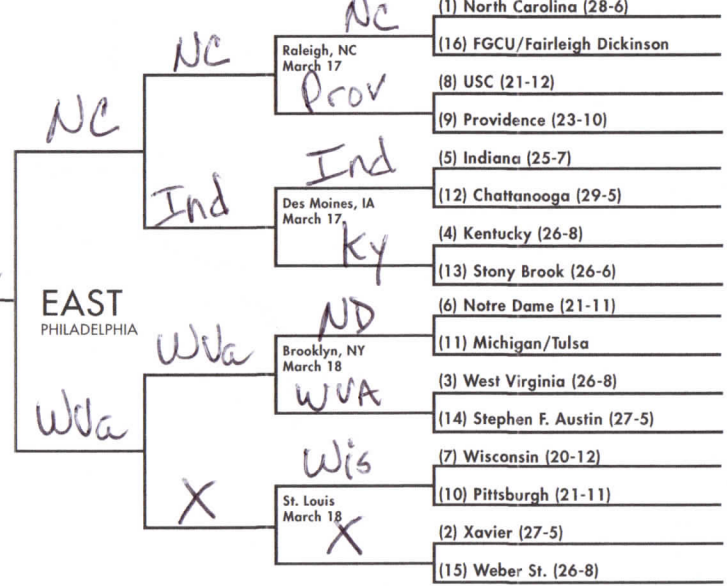 NC
(1) North Carolina (28-6)
NC
Raleigh, NC
March 17
(16) FGCU/Fairleigh Dickinson
Prov
(8) USC (21-12)
NC
(9) Providence (23-10)
Ind
(5) Indiana (25-7)
Ind
Des Moines, IA
March 17
(12) Chattanooga (29-5)
Ky
(4) Kentucky (26-8)
(13) Stony Brook (26-6)
EAST
PHILADELPHIA
ND
(6) Notre Dame (21-11)
WVa
Brooklyn, NY
March 18
(11) Michigan/Tulsa
WVA
(3) West Virginia (26-8)
WVa
(14) Stephen F. Austin (27-5)
Wis
(7) Wisconsin (20-12)
X
St. Louis
March 18
(10) Pittsburgh (21-11)
X
(2) Xavier (27-5)
(15) Weber St. (26-8)